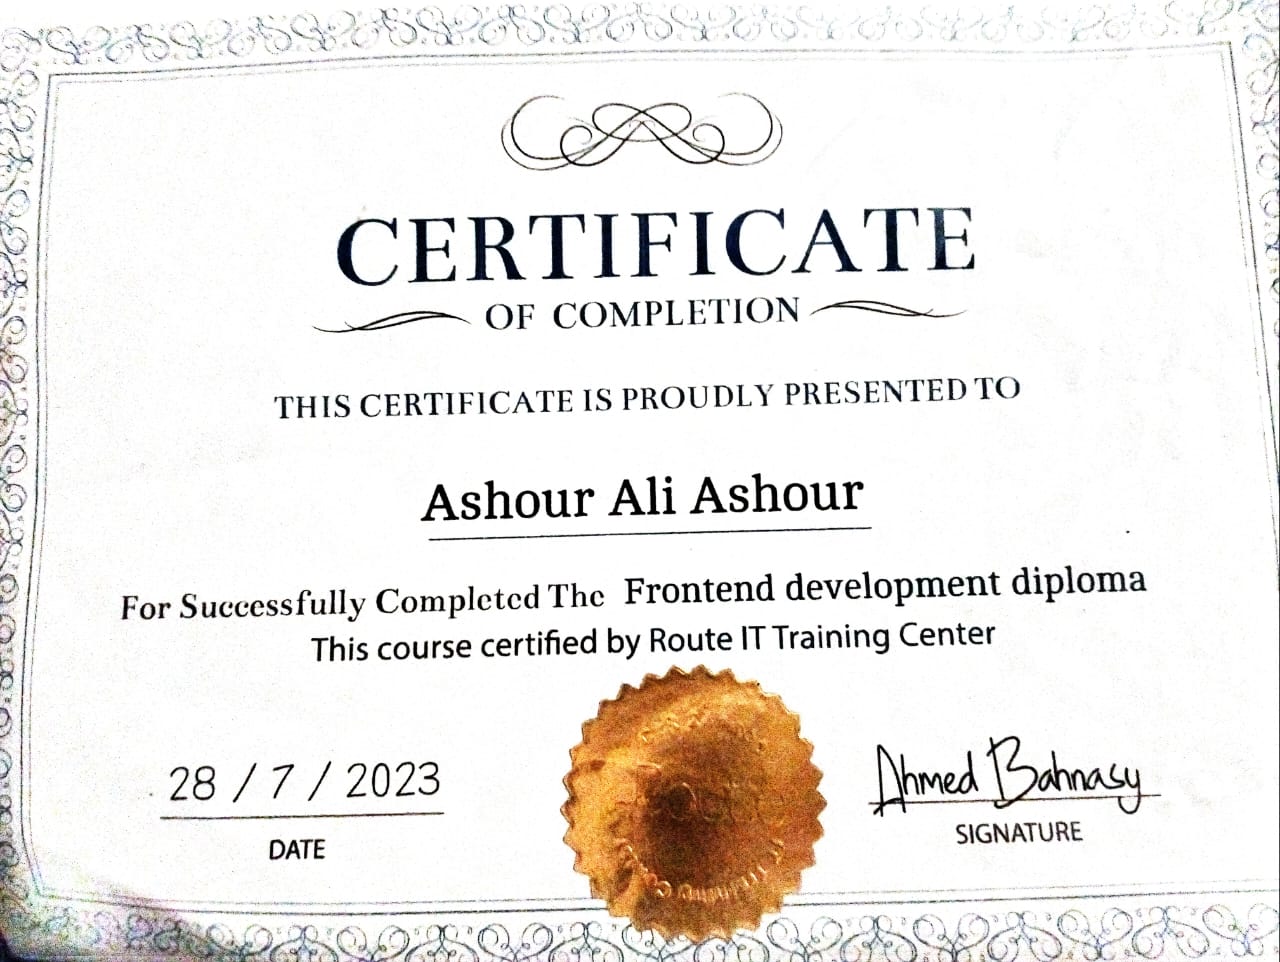 CERTIFICATE
OF COMPLETION
THIS CERTIFICATE IS PROUDLY PRESENTED TO
Ashour Ali Ashour
For Successfully Completed The Frontend development diploma
This course certified by Route IT Training Center
28 / 7 / 2023
DATE
Ahmed Bahnasy
SIGNATURE